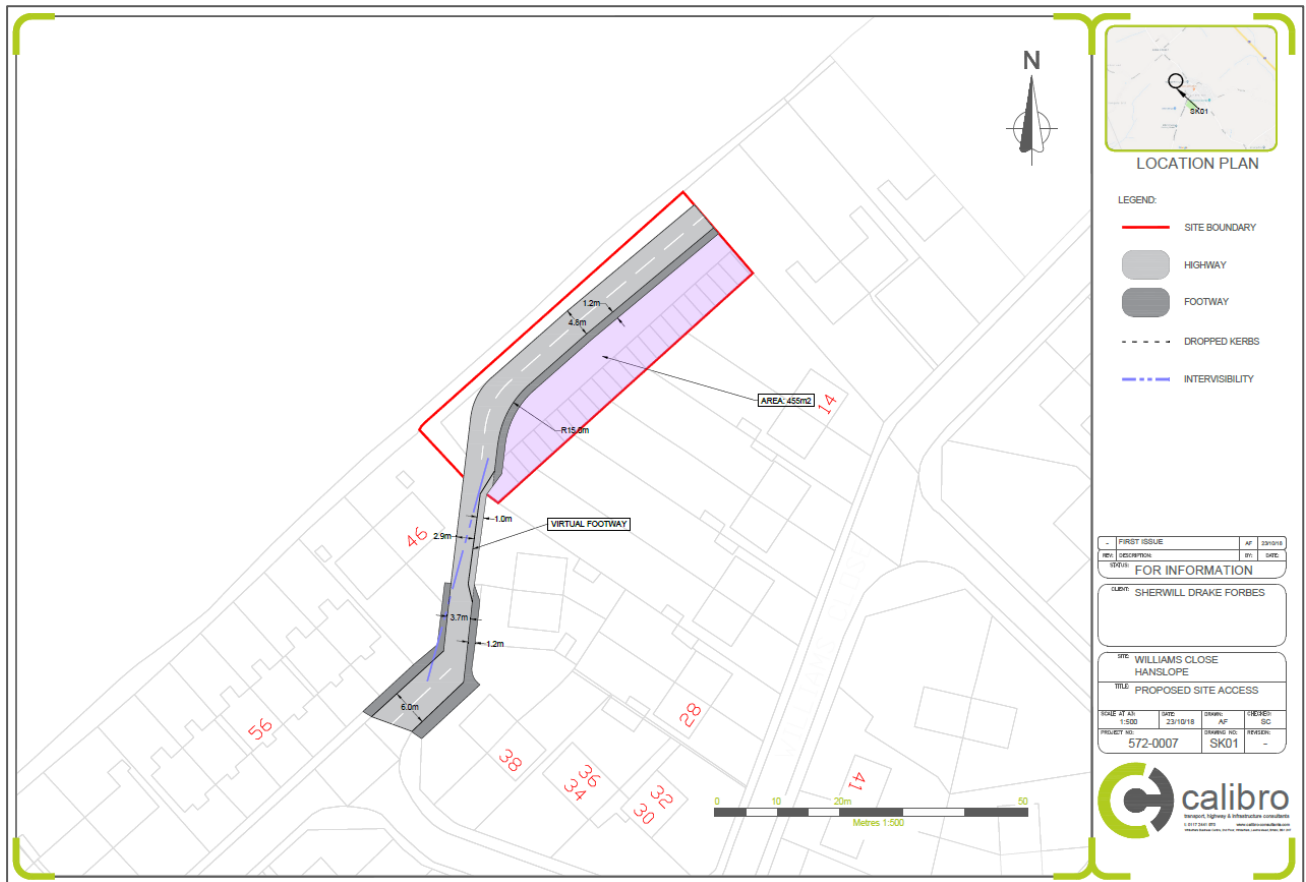 N
1.2m
4.8m
AREA: 455m2
14
R15.0m
1.0m
VIRTUAL FOOTWAY
46
2.9m
3.7m
1.2m
6.0m
56
28
38
36
34
32
30
41
0 10 20m 50
Metres 1:500
SK01
LOCATION PLAN
LEGEND:
SITE BOUNDARY
HIGHWAY
FOOTWAY
DROPPED KERBS
INTERVISIBILITY
- FIRST ISSUE AF 23/10/18
REV: DESCRIPTION: BY: DATE:
STATUS: FOR INFORMATION
CLIENT: SHERWILL DRAKE FORBES
SITE: WILLIAMS CLOSE
HANSLOPE
TITLE: PROPOSED SITE ACCESS
SCALE AT A3: DATE: DRAWN: CHECKED:
1:500 23/10/18 AF SC
PROJECT NO: DRAWING NO: REVISION:
572-0007 SK01 -
calibro
transport, highway & infrastructure consultants